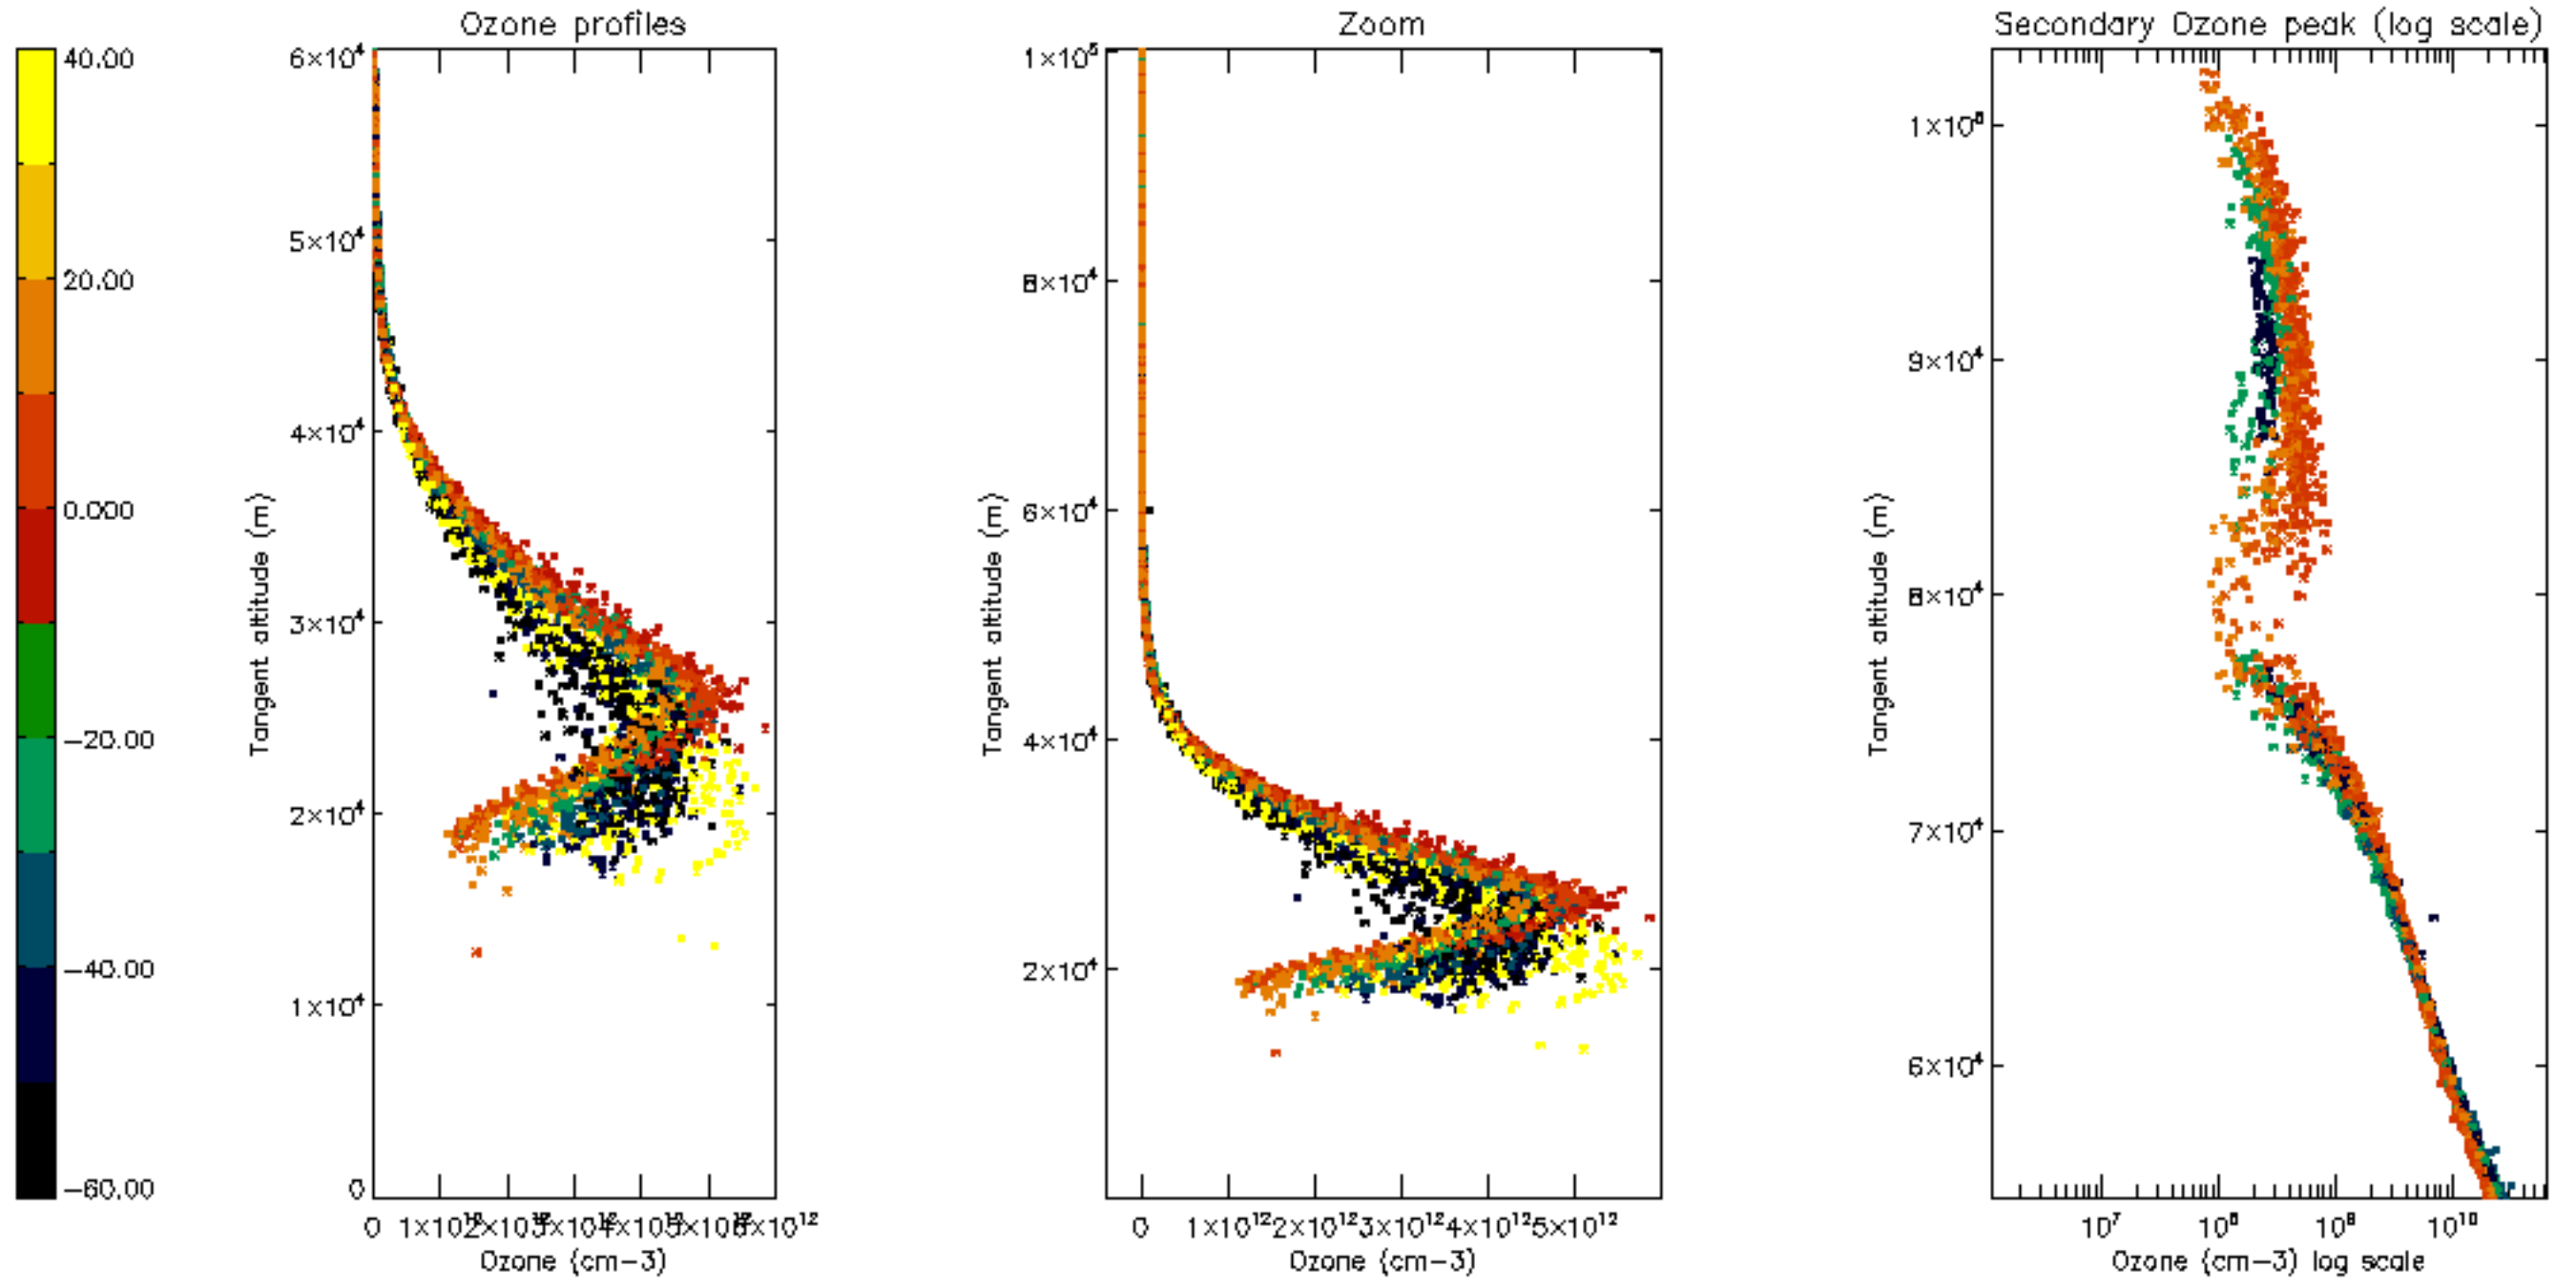 Ozone profiles
Zoom
Secondary Ozone peak (log scale)
40.00
20.00
0.000
−20.00
−40.00
−60.00
6×10⁴
5×10⁴
4×10⁴
3×10⁴
2×10⁴
1×10⁴
0
Tangent altitude (m)
0
6×10¹²
Ozone (cm−3)
1×10⁵
8×10⁴
6×10⁴
4×10⁴
2×10⁴
Tangent altitude (m)
0 1×10¹² 2×10¹² 3×10¹² 4×10¹² 5×10¹²
Ozone (cm−3)
1×10⁵
9×10⁴
8×10⁴
7×10⁴
6×10⁴
Tangent altitude (m)
10⁷ 10⁸ 10⁹ 10¹⁰
Ozone (cm−3) log scale